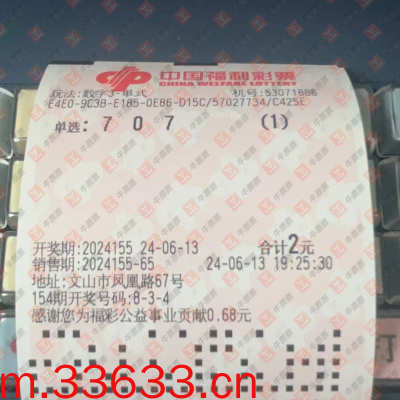 中国福利彩票
CHINA WELFARE LOTTERY
玩法:数字3-单式 机号:53071886
E4E0-9C3B-E185-0E86-D15C/57027734/C425E
单选: 7 0 7 (1)
开奖期:2024155 24-06-13 合计2元
销售期:2024155-65 24-06-13 19:25:30
地址:文山市凤凰路67号
154期开奖号码:8-3-4
感谢您为福彩公益事业贡献0.68元
m.33633.cn